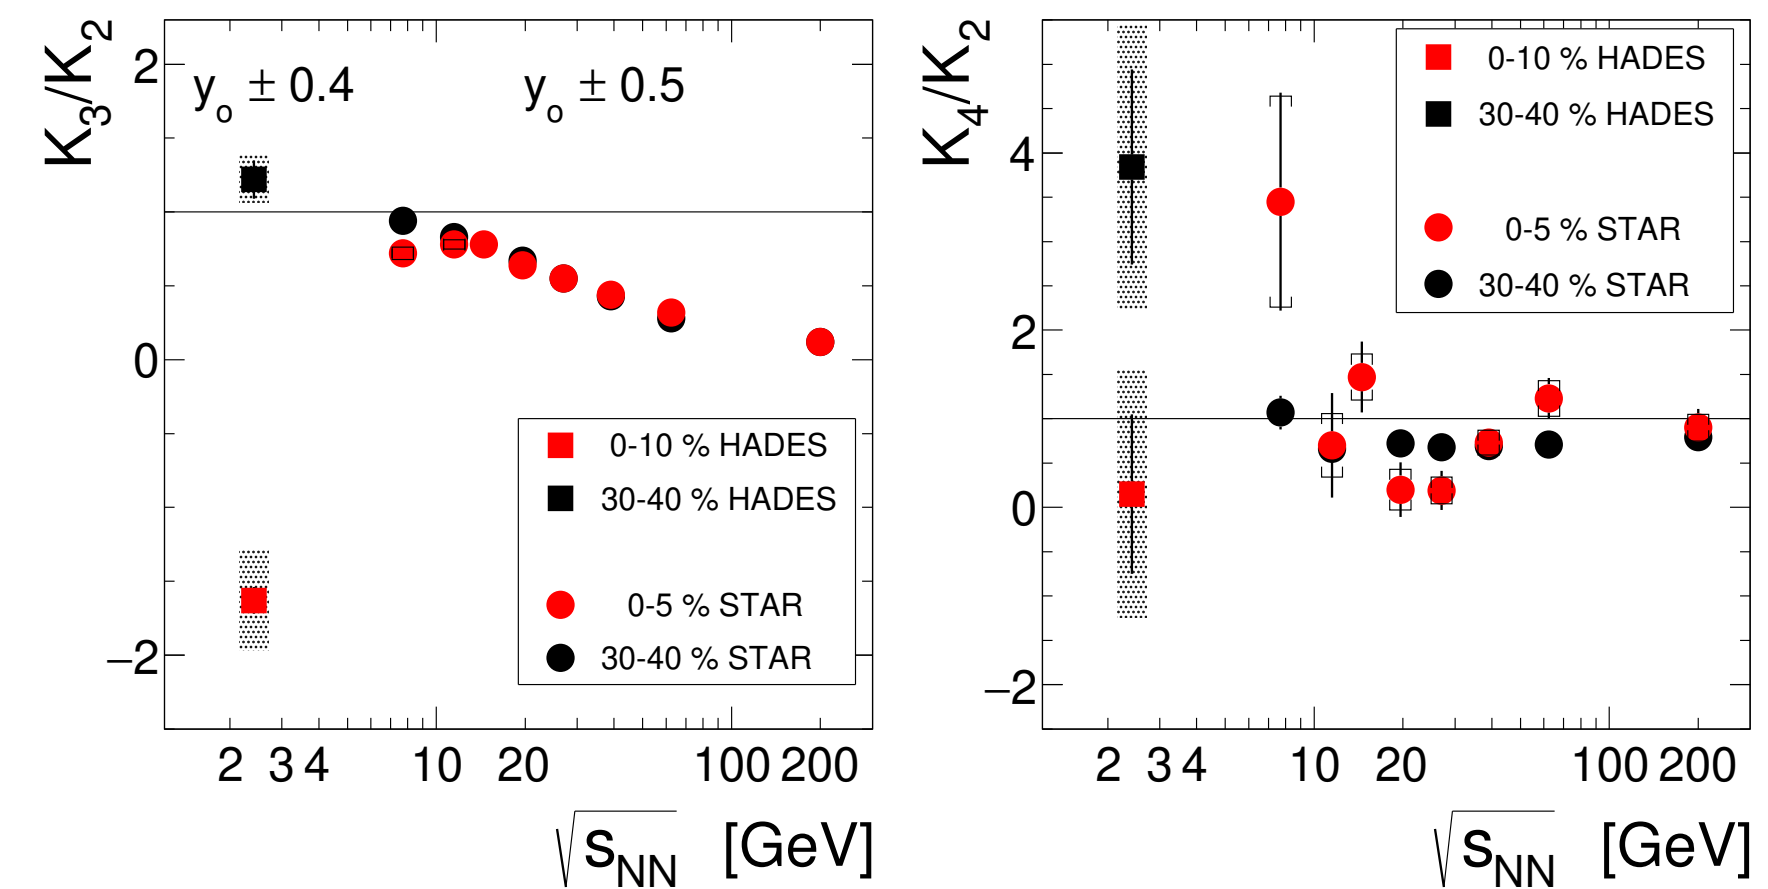 K3/K2
2
0
−2
yo ± 0.4 yo ± 0.5
0-10 % HADES
30-40 % HADES
0-5 % STAR
30-40 % STAR
2 3 4 10 20 100 200
√sNN [GeV]
K4/K2
4
2
0
−2
0-10 % HADES
30-40 % HADES
0-5 % STAR
30-40 % STAR
2 3 4 10 20 100 200
√sNN [GeV]